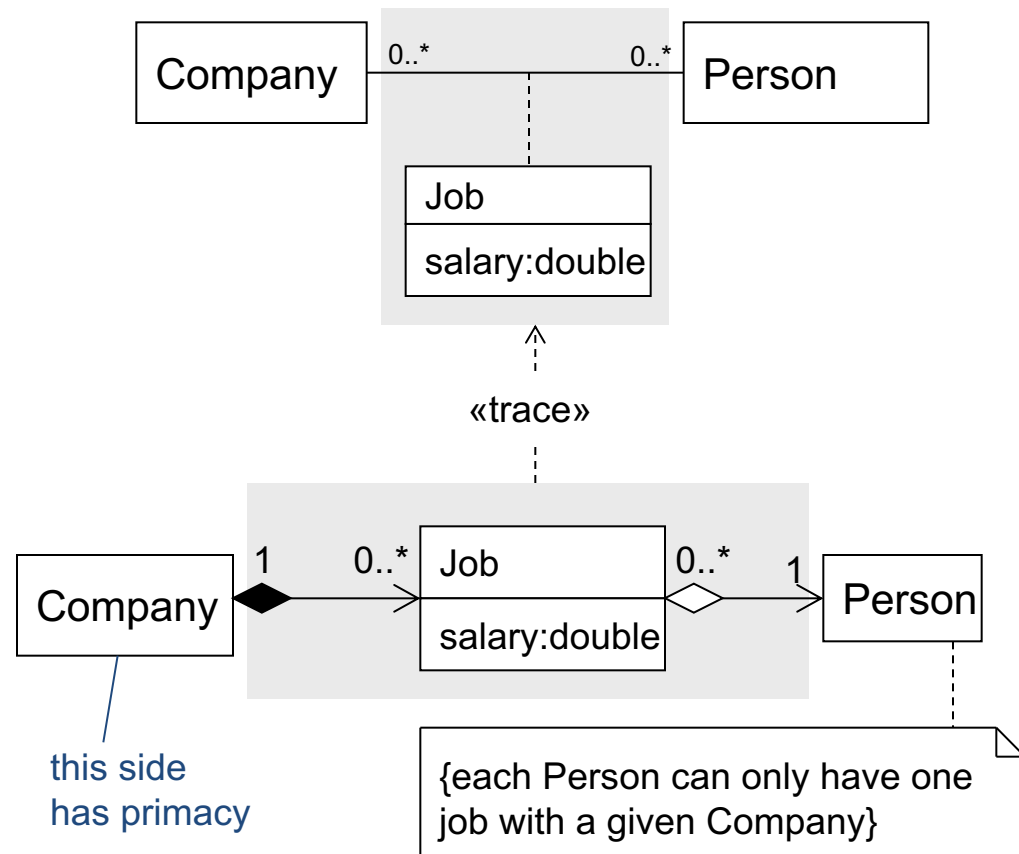 Company
0..*
0..*
Person
Job
salary:double
«trace»
Company
1
0..*
Job
salary:double
0..*
1
Person
this side
has primacy
{each Person can only have one
job with a given Company}